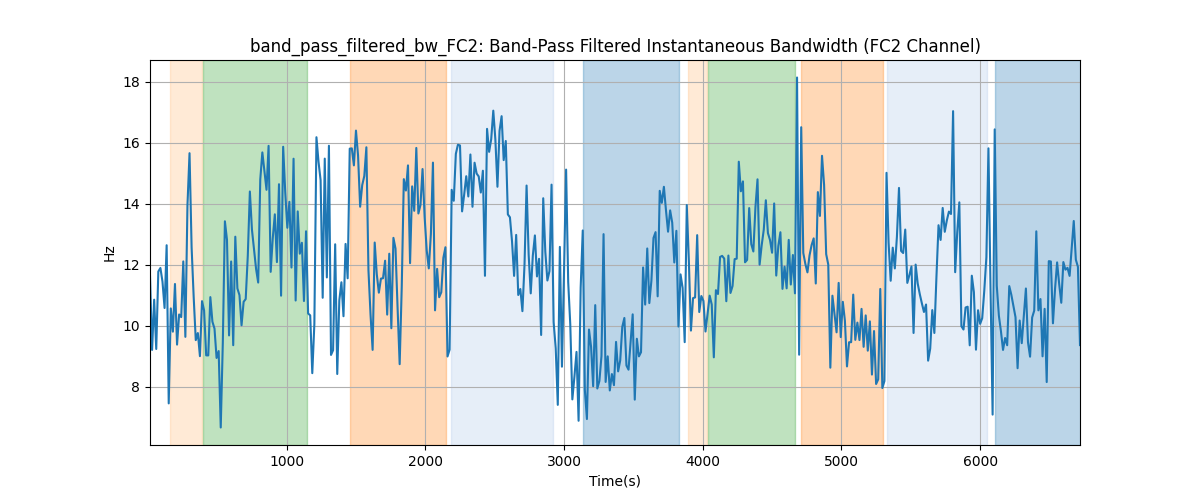 band_pass_filtered_bw_FC2: Band-Pass Filtered Instantaneous Bandwidth (FC2 Channel)
18
16
14
12
10
8
Hz
1000 2000 3000 4000 5000 6000
Time(s)